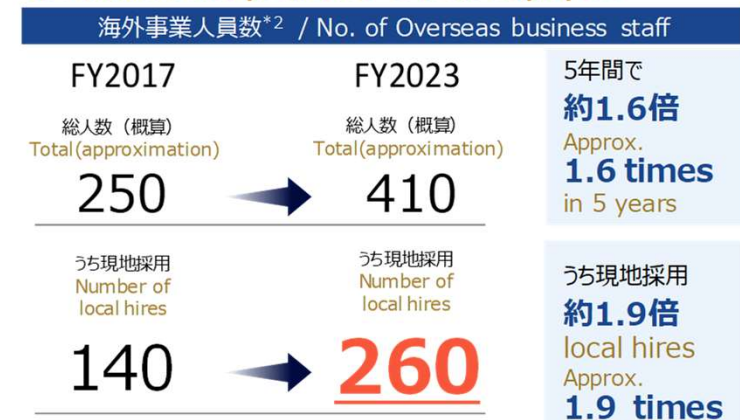 海外事業人員数*2 / No. of Overseas business staff
FY2017
FY2023
総人数（概算）
Total(approximation)
250
総人数（概算）
Total(approximation)
410
5年間で
約1.6倍
Approx.
1.6 times
in 5 years
うち現地採用
Number of
local hires
140
うち現地採用
Number of
local hires
260
うち現地採用
約1.9倍
local hires
Approx.
1.9 times